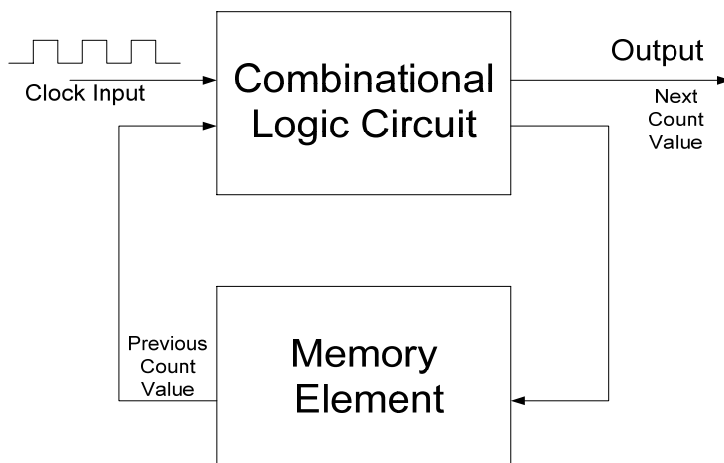 Clock Input
Combinational
Logic Circuit
Output
Next
Count
Value
Previous
Count
Value
Memory
Element